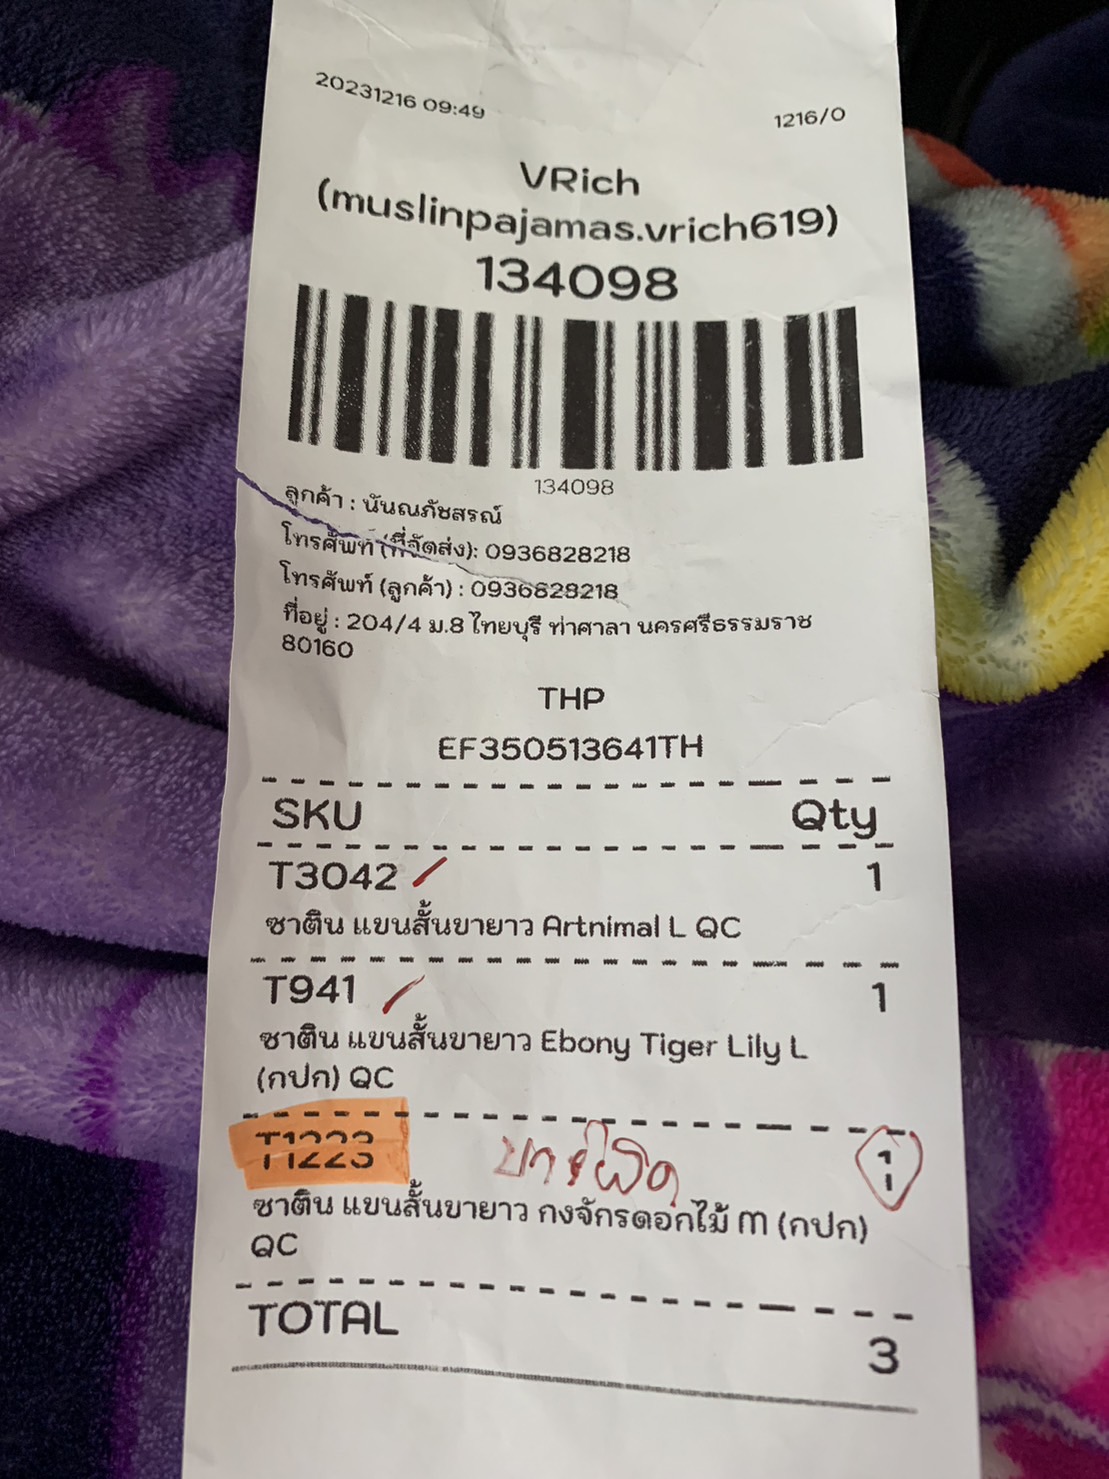 20231216 09:49
1216/0
VRich
(muslinpajamas.vrich619)
134098
134098
ลูกค้า : นันณภัชสรณ์
โทรศัพท์ (ที่จัดส่ง): 0936828218
โทรศัพท์ (ลูกค้า) : 0936828218
ที่อยู่ : 204/4 ม.8 ไทยบุรี ท่าศาลา นครศรีธรรมราช
80160
THP
EF350513641TH
SKU Qty
T3042 1
ซาติน แขนสั้นขายาว Artnimal L QC
T941 1
ซาติน แขนสั้นขายาว Ebony Tiger Lily L
(กปก) QC
T1223 1
ซาติน แขนสั้นขายาว กงจักรดอกไม้ M (กปก)
QC
TOTAL
3